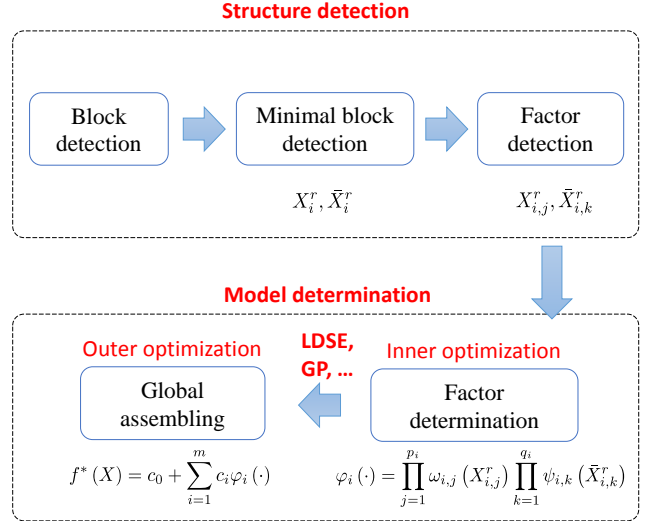 Structure detection
Block
detection
Minimal block
detection
Factor
detection
X_i^r, \bar{X}_i^r
X_{i,j}^r, \bar{X}_{i,k}^r
Model determination
Outer optimization
LDSE,
GP, ...
Inner optimization
Global
assembling
Factor
determination
f^* (X) = c_0 + \sum_{i=1}^{m} c_i \varphi_i (\cdot)
\varphi_i (\cdot) = \prod_{j=1}^{p_i} \omega_{i,j} (X_{i,j}^r) \prod_{k=1}^{q_i} \psi_{i,k} (\bar{X}_{i,k}^r)